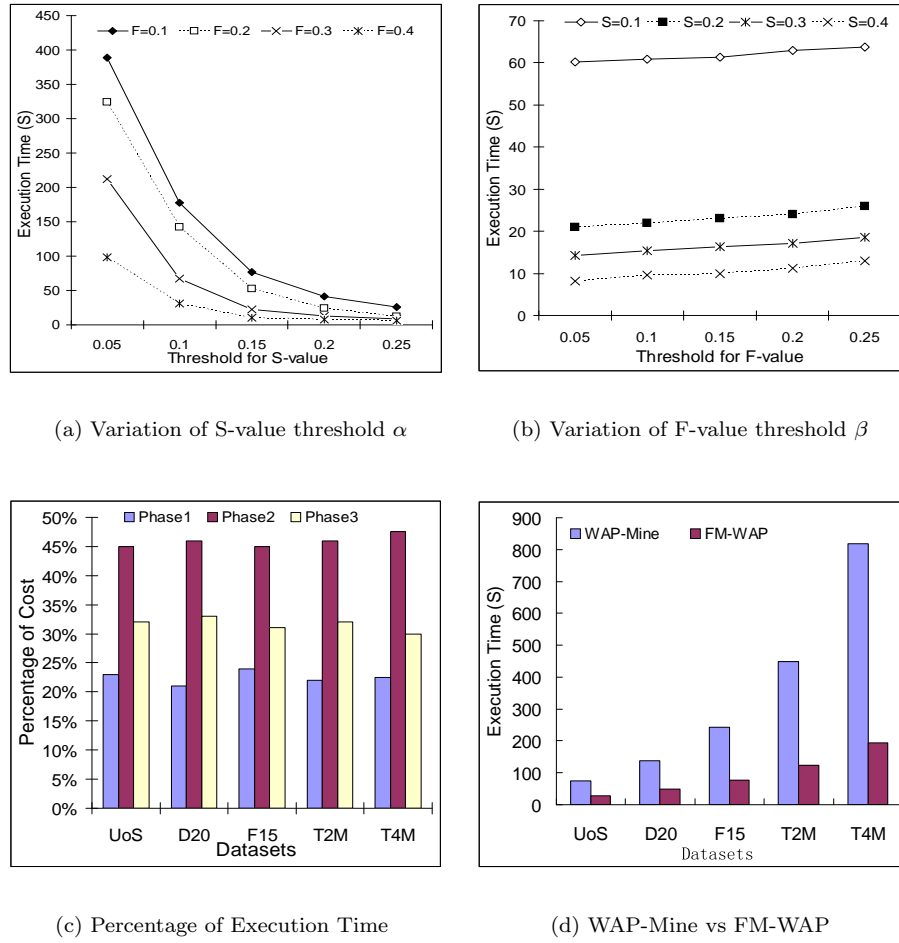 F=0.1 F=0.2 F=0.3 F=0.4
450
400
350
300
250
200
150
100
50
0
Execution Time (S)
0.05 0.1 0.15 0.2 0.25
Threshold for S-value
(a) Variation of S-value threshold α
S=0.1 S=0.2 S=0.3 S=0.4
70
60
50
40
30
20
10
0
Execution Time (S)
0.05 0.1 0.15 0.2 0.25
Threshold for F-value
(b) Variation of F-value threshold β
Phase1 Phase2 Phase3
50%
45%
40%
35%
30%
25%
20%
15%
10%
5%
0%
Percentage of Cost
UoS D20 F15 T2M T4M
Datasets
(c) Percentage of Execution Time
WAP-Mine FM-WAP
900
800
700
600
500
400
300
200
100
0
Execution Time (S)
UoS D20 F15 T2M T4M
Datasets
(d) WAP-Mine vs FM-WAP